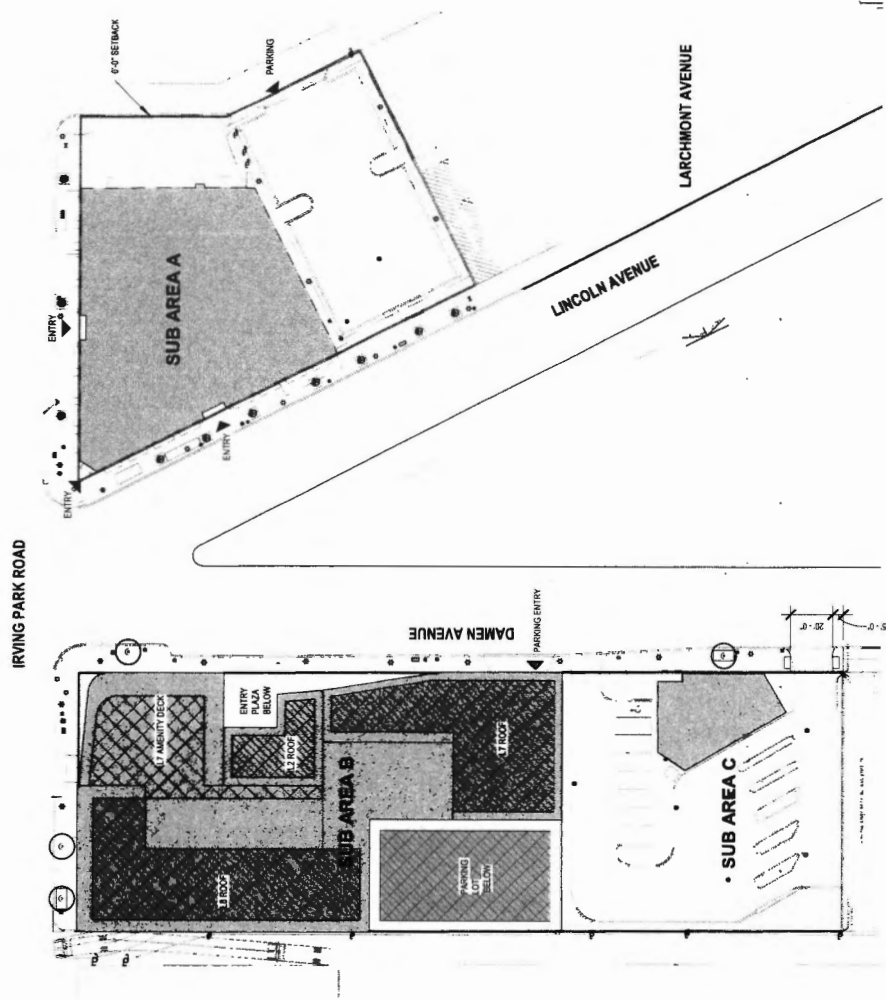 IRVING PARK ROAD
0'-0" SETBACK
PARKING
ENTRY
SUB AREA A
ENTRY
ENTRY
LARCHMONT AVENUE
LINCOLN AVENUE
DAMEN AVENUE
PARKING ENTRY
L7 AMENITY DECK
ENTRY
PLAZA
BELOW
L2 ROOF
L7 ROOF
SUB AREA B
L8 ROOF
PARKING
LOT
BELOW
SUB AREA C
20'-0"